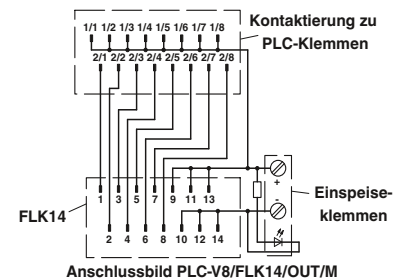 1/1 1/2 1/3 1/4 1/5 1/6 1/7 1/8
Kontaktierung zu
PLC-Klemmen
2/1 2/2 2/3 2/4 2/5 2/6 2/7 2/8
1 3 5 7 9 11 13
+
FLK14
Einspeise-
klemmen
-
2 4 6 8 10 12 14
Anschlussbild PLC-V8/FLK14/OUT/M